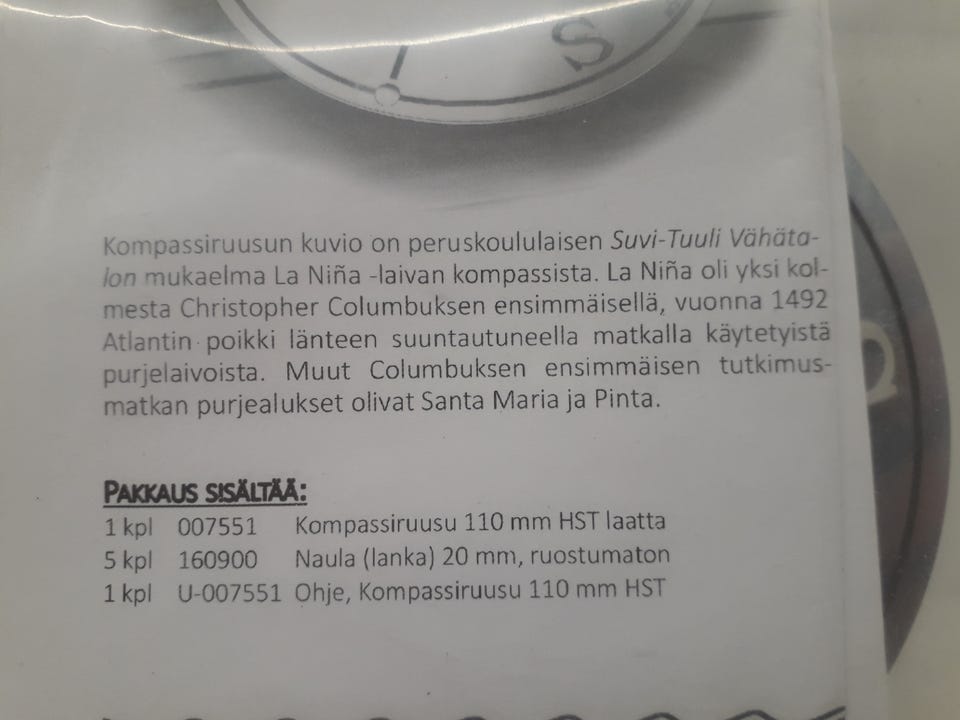 S
Kompassiruusun kuvio on peruskoululaisen Suvi-Tuuli Vähäta-
lon mukaelma La Niña -laivan kompassista. La Niña oli yksi kol-
mesta Christopher Columbuksen ensimmäisellä, vuonna 1492
Atlantin poikki länteen suuntautuneella matkalla käytetyistä
purjelaivoista. Muut Columbuksen ensimmäisen tutkimus-
matkan purjealukset olivat Santa Maria ja Pinta.
PAKKAUS SISÄLTÄÄ:
1 kpl 007551 Kompassiruusu 110 mm HST laatta
5 kpl 160900 Naula (lanka) 20 mm, ruostumaton
1 kpl U-007551 Ohje, Kompassiruusu 110 mm HST